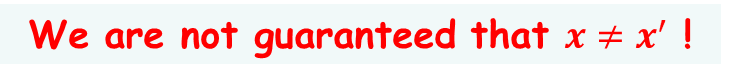 We are not guaranteed that x ≠ x′ !